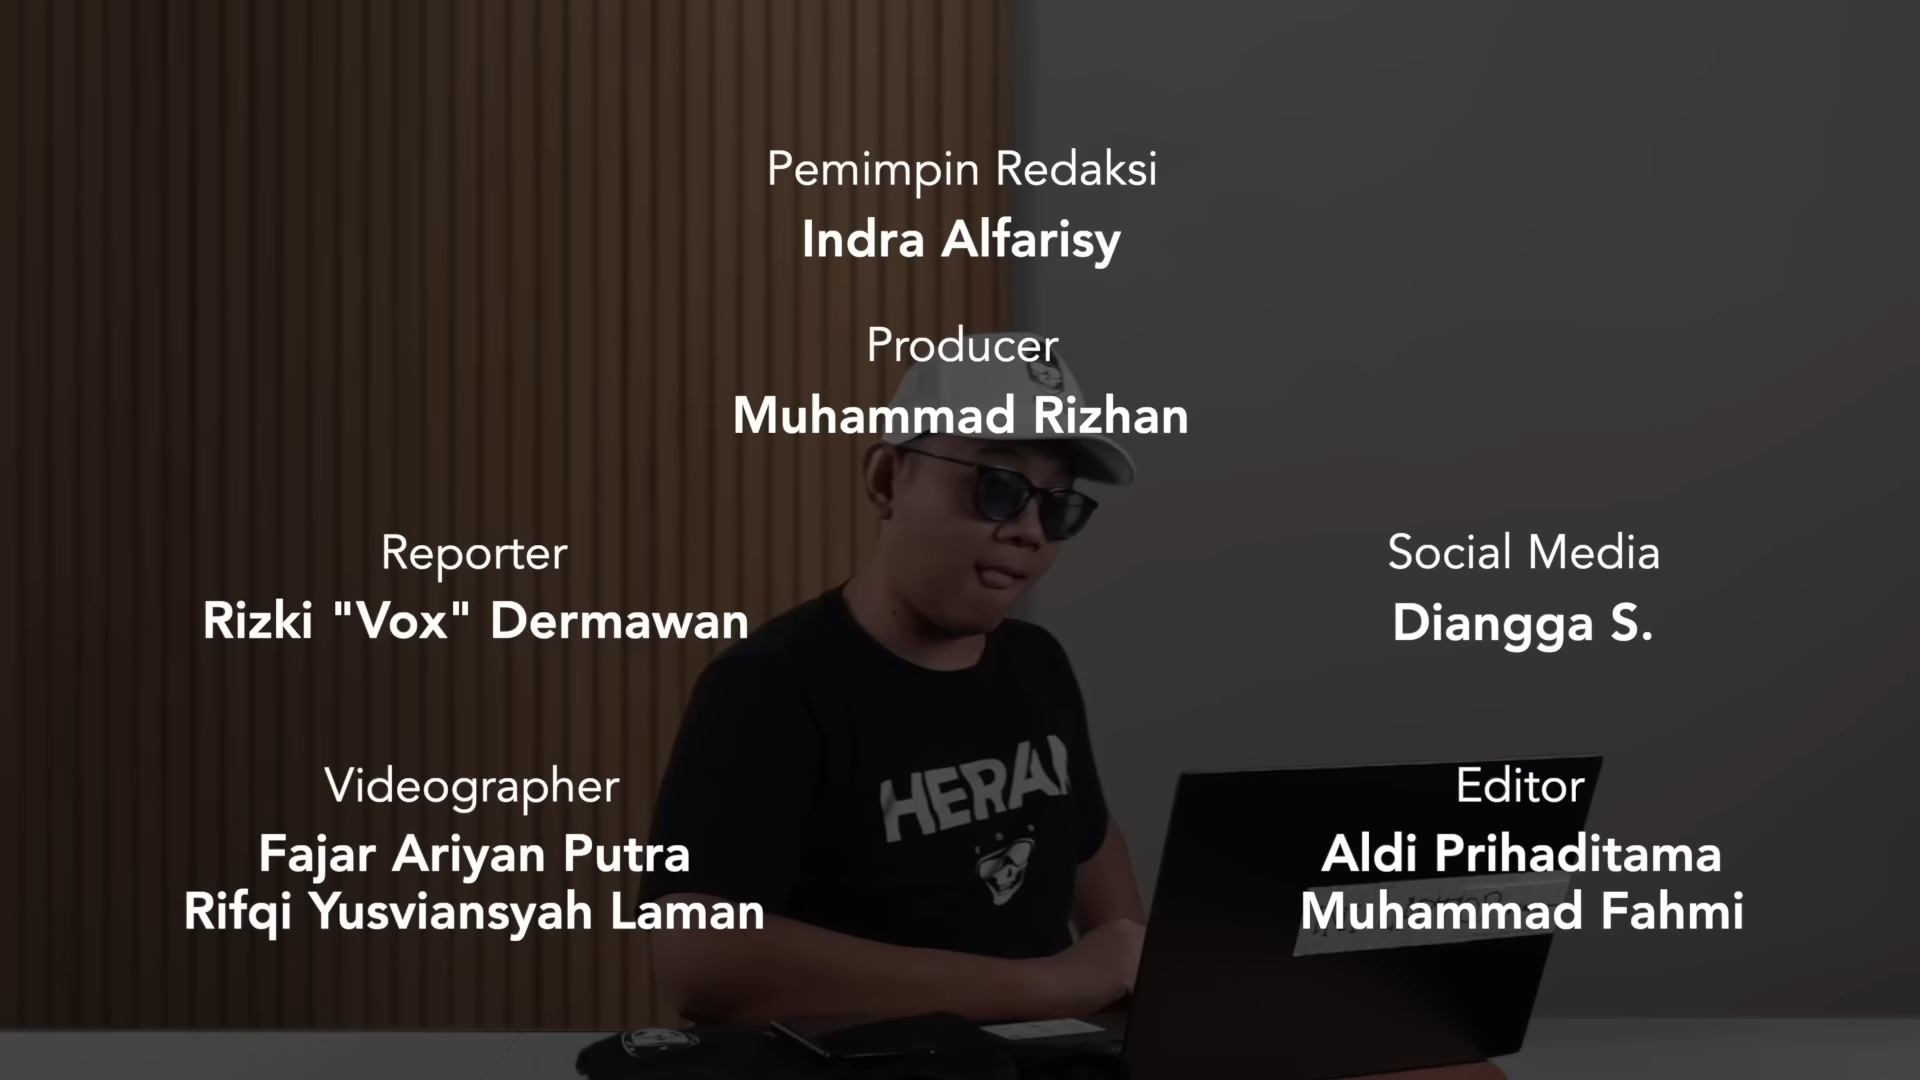 Pemimpin Redaksi
Indra Alfarisy
Producer
Muhammad Rizhan
Reporter
Rizki "Vox" Dermawan
Social Media
Diangga S.
Videographer
Fajar Ariyan Putra
Rifqi Yusviansyah Laman
Editor
Aldi Prihaditama
Muhammad Fahmi